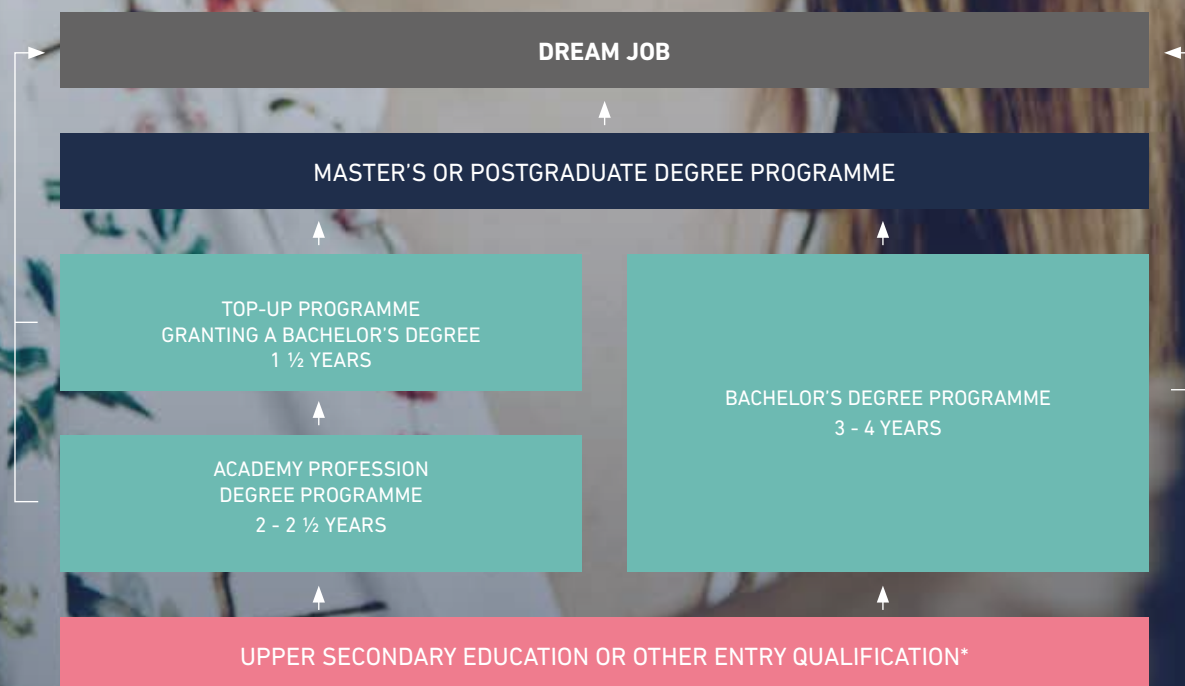 DREAM JOB
MASTER'S OR POSTGRADUATE DEGREE PROGRAMME
TOP-UP PROGRAMME
GRANTING A BACHELOR'S DEGREE
1 ½ YEARS
BACHELOR'S DEGREE PROGRAMME
3 - 4 YEARS
ACADEMY PROFESSION
DEGREE PROGRAMME
2 - 2 ½ YEARS
UPPER SECONDARY EDUCATION OR OTHER ENTRY QUALIFICATION*